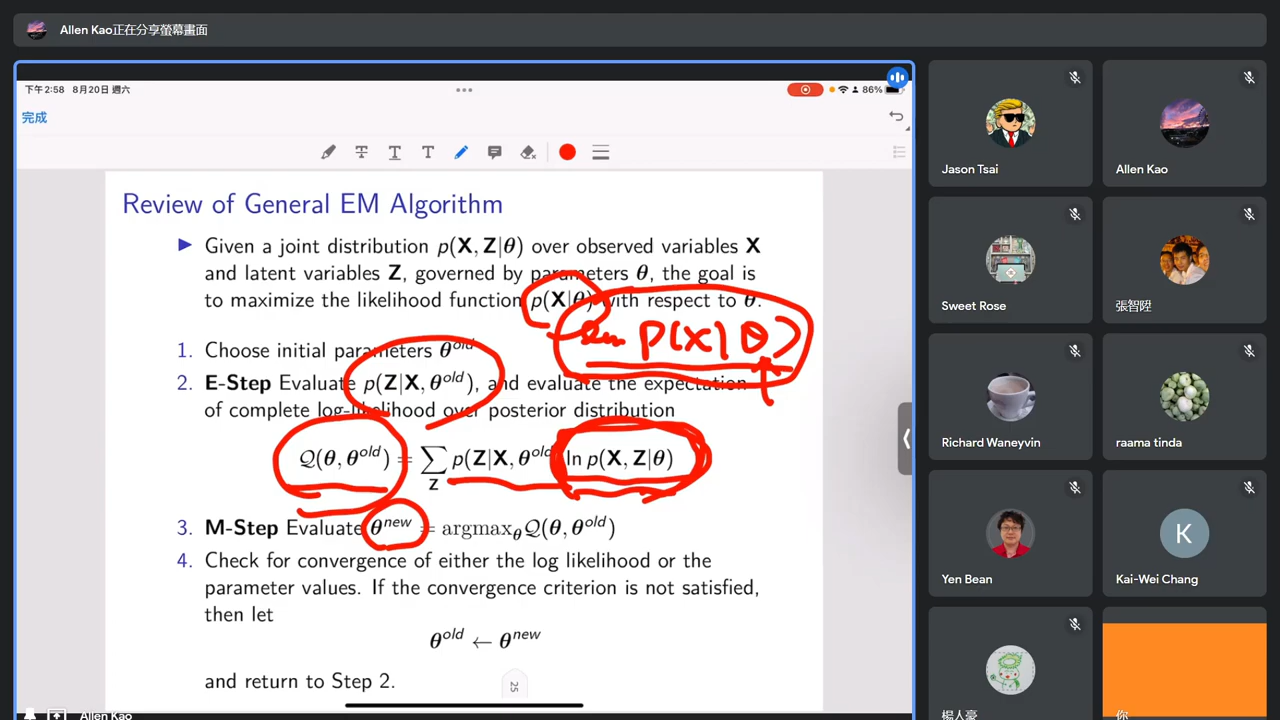 Allen Kao正在分享螢幕畫面
下午2:58 8月20日 週六
86%
完成
Review of General EM Algorithm
Given a joint distribution p(X, Z|θ) over observed variables X
and latent variables Z, governed by parameters θ, the goal is
to maximize the likelihood function p(X|θ) with respect to θ.
P(X|θ)
1. Choose initial parameters θ^old
2. E-Step Evaluate p(Z|X, θ^old), and evaluate the expectation
of complete log-likelihood over posterior distribution
Q(θ, θ^old) = ∑_Z p(Z|X, θ^old) ln p(X, Z|θ)
3. M-Step Evaluate θ^new = argmax_θ Q(θ, θ^old)
4. Check for convergence of either the log likelihood or the
parameter values. If the convergence criterion is not satisfied,
then let
θ^old ← θ^new
and return to Step 2.
25
Allen Kao
Jason Tsai
Allen Kao
Sweet Rose
張智陞
Richard Waneyvin
raama tinda
Yen Bean
K
Kai-Wei Chang
楊人豪
你